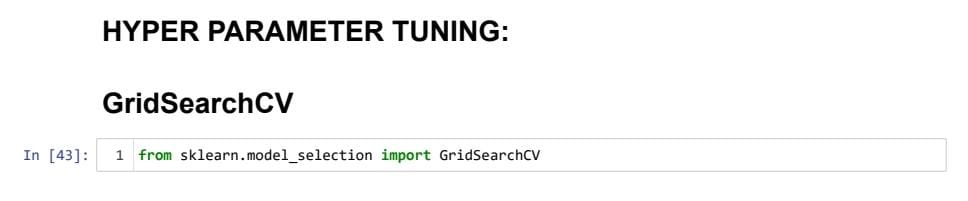 HYPER PARAMETER TUNING:
GridSearchCV
In [43]: 1 from sklearn.model_selection import GridSearchCV